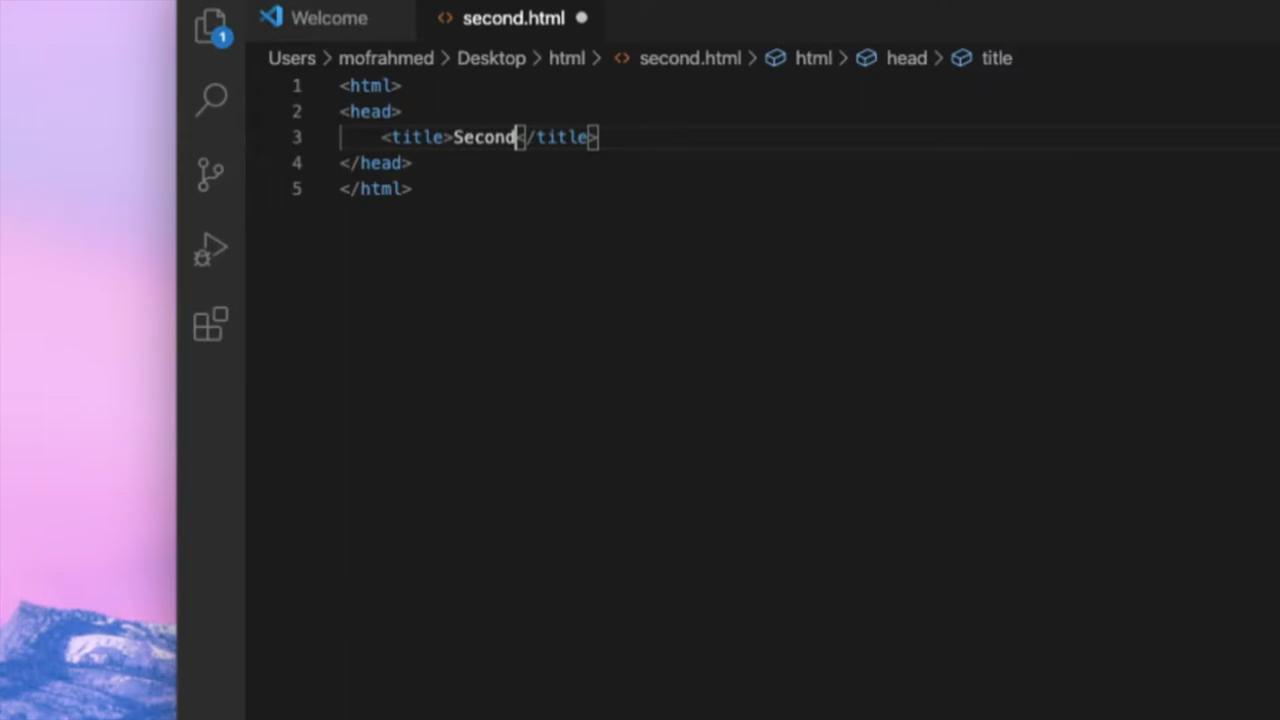 Welcome
second.html
1
Users > mofrahmed > Desktop > html > <> second.html > html > head > title
1 <html>
2 <head>
3 <title>Second</title>
4 </head>
5 </html>